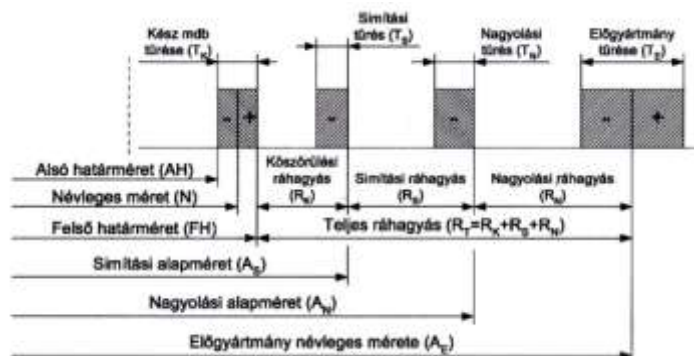 Kész mdb
tűrése (T_K)
Simítási
tűrés (T_S)
Nagyolási
tűrés (T_N)
Előgyártmány
tűrése (T_E)
- +
-
-
- +
Alsó határméret (AH)
Névleges méret (N)
Felső határméret (FH)
Köszörülési
ráhagyás
(R_K)
Simítási ráhagyás
(R_S)
Nagyolási ráhagyás
(R_N)
Teljes ráhagyás (R_T=R_K+R_S+R_N)
Simítási alapméret (A_S)
Nagyolási alapméret (A_N)
Előgyártmány névleges mérete (A_E)